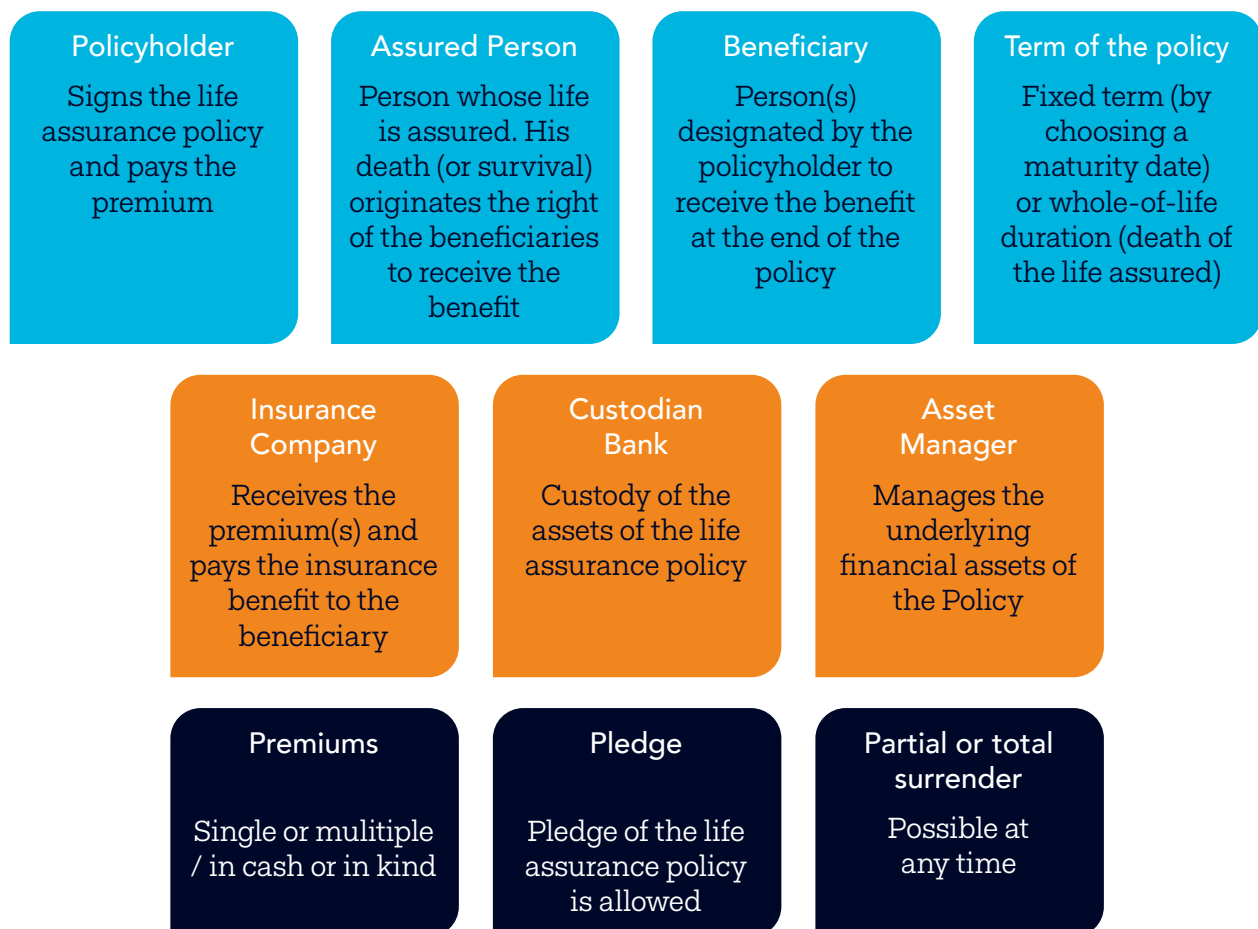 Policyholder
Signs the life
assurance policy
and pays the
premium
Assured Person
Person whose life
is assured. His
death (or survival)
originates the right
of the beneficiaries
to receive the
benefit
Beneficiary
Person(s)
designated by the
policyholder to
receive the benefit
at the end of the
policy
Term of the policy
Fixed term (by
choosing a
maturity date)
or whole-of-life
duration (death of
the life assured)
Insurance
Company
Receives the
premium(s) and
pays the insurance
benefit to the
beneficiary
Custodian
Bank
Custody of the
assets of the life
assurance policy
Asset
Manager
Manages the
underlying
financial assets of
the Policy
Premiums
Single or mulitiple
/ in cash or in kind
Pledge
Pledge of the life
assurance policy
is allowed
Partial or total
surrender
Possible at
any time